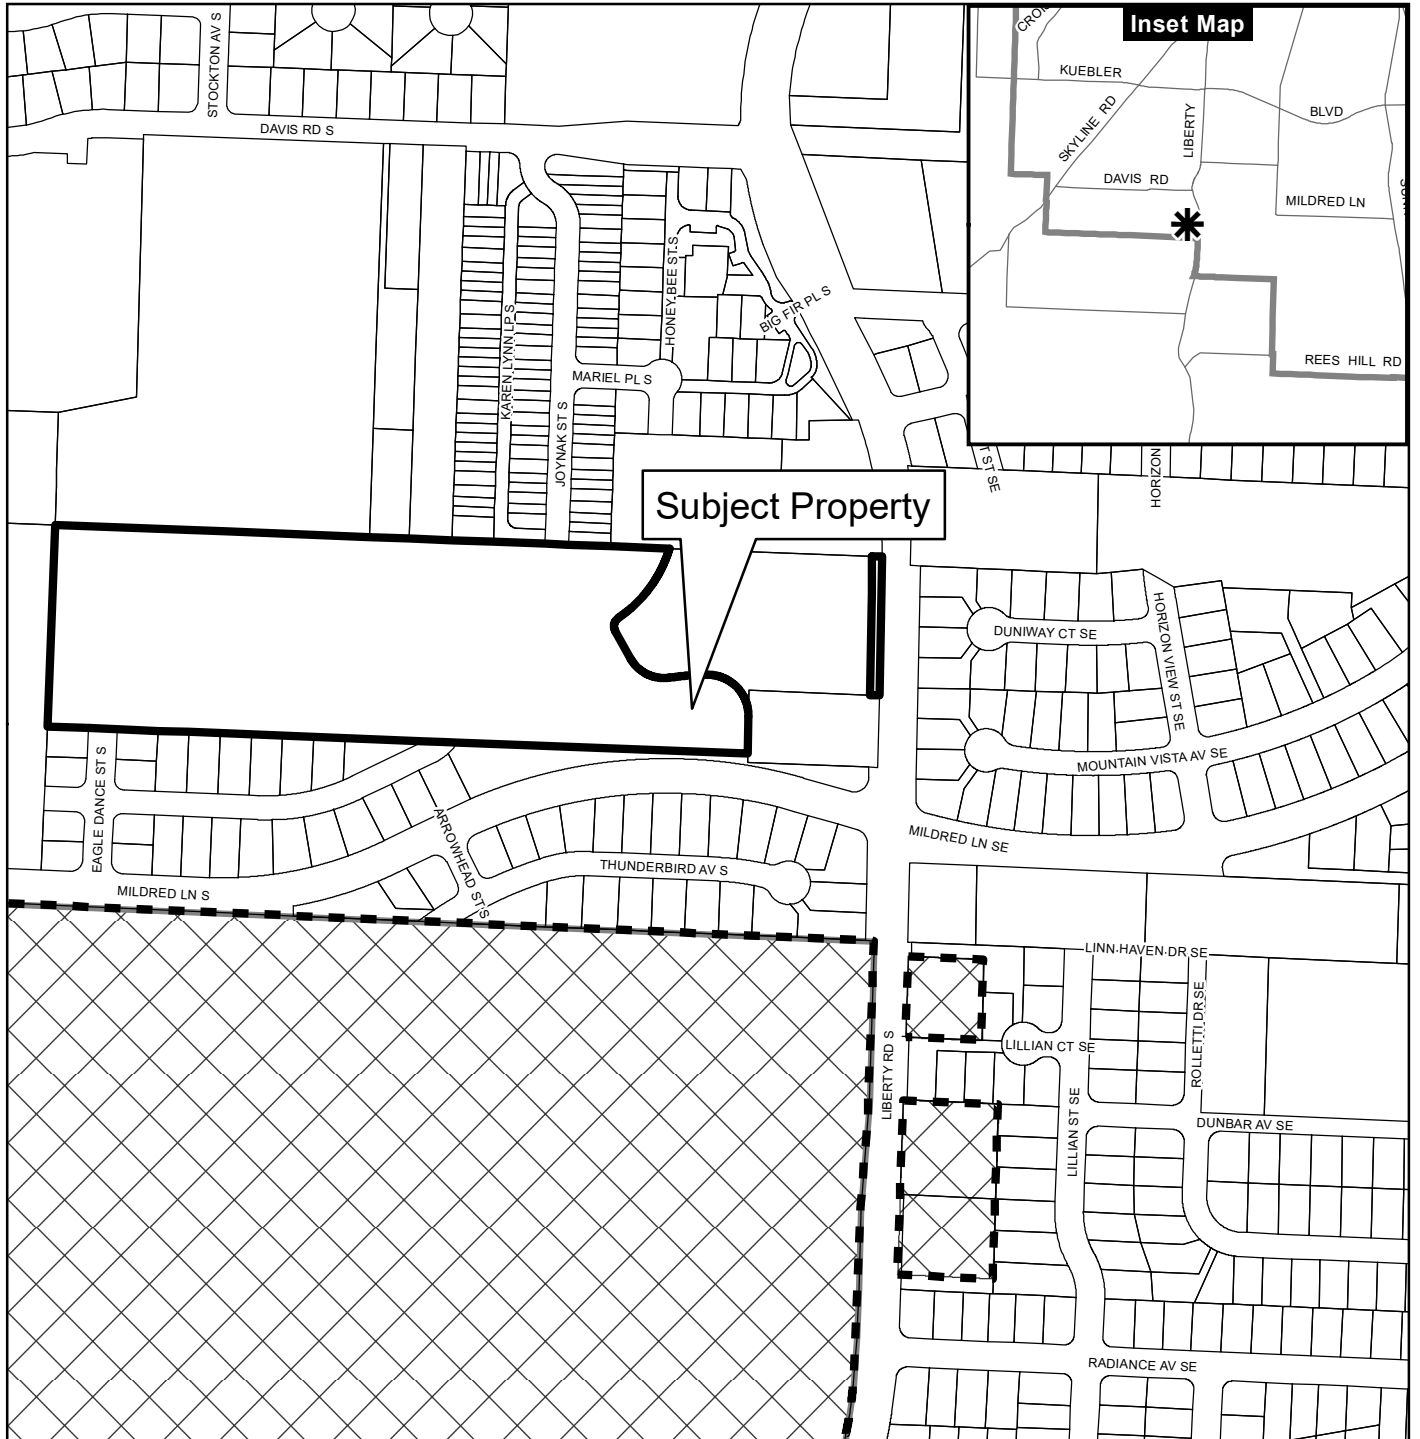 Inset Map
STOCKTON AV S
DAVIS RD S
KUEBLER
BLVD
SKYLINE RD
LIBERTY
DAVIS RD
MILDRED LN
REES HILL RD
KAREN LYNN LP S
JOYNAK ST S
HONEY BEE ST S
BIG FIR PL S
MARIEL PL S
ST SE
HORIZON
Subject Property
DUNIWAY CT SE
HORIZON VIEW ST SE
MOUNTAIN VISTA AV SE
EAGLE DANCE ST S
ARROWHEAD ST S
MILDRED LN SE
THUNDERBIRD AV S
MILDRED LN S
LINN HAVEN DR SE
ROLLETTI DR SE
LIBERTY RD S
LILLIAN CT SE
LILLIAN ST SE
DUNBAR AV SE
RADIANCE AV SE